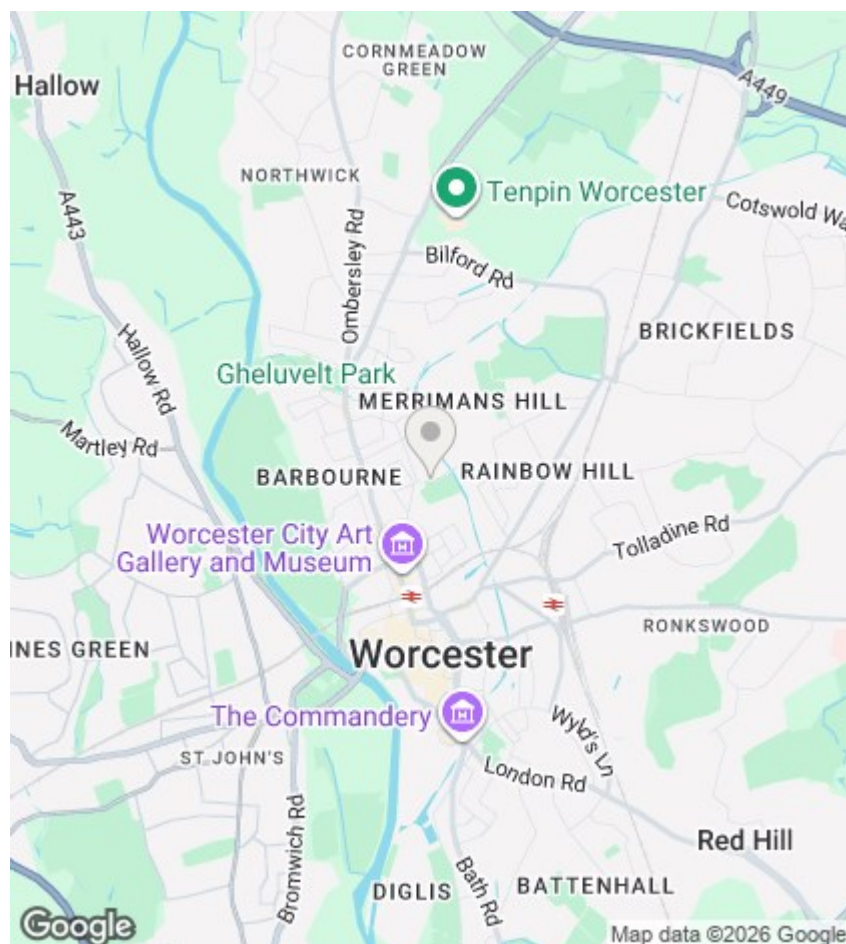 CORNMEADOW
GREEN
Hallow
A449
NORTHWICK
Tenpin Worcester
Cotswold Wa
A443
Ombersley Rd
Bilford Rd
BRICKFIELDS
Hallow Rd
Gheluvelt Park
MERRIMANS HILL
Martley Rd
BARBOURNE
RAINBOW HILL
Worcester City Art
Gallery and Museum
Tolladine Rd
RONKSWOOD
INES GREEN
Worcester
The Commandery
Wyld's Ln
ST JOHN'S
London Rd
Bromwich Rd
Red Hill
Bath Rd
DIGLIS
BATTENHALL
Google
Map data ©2026 Google